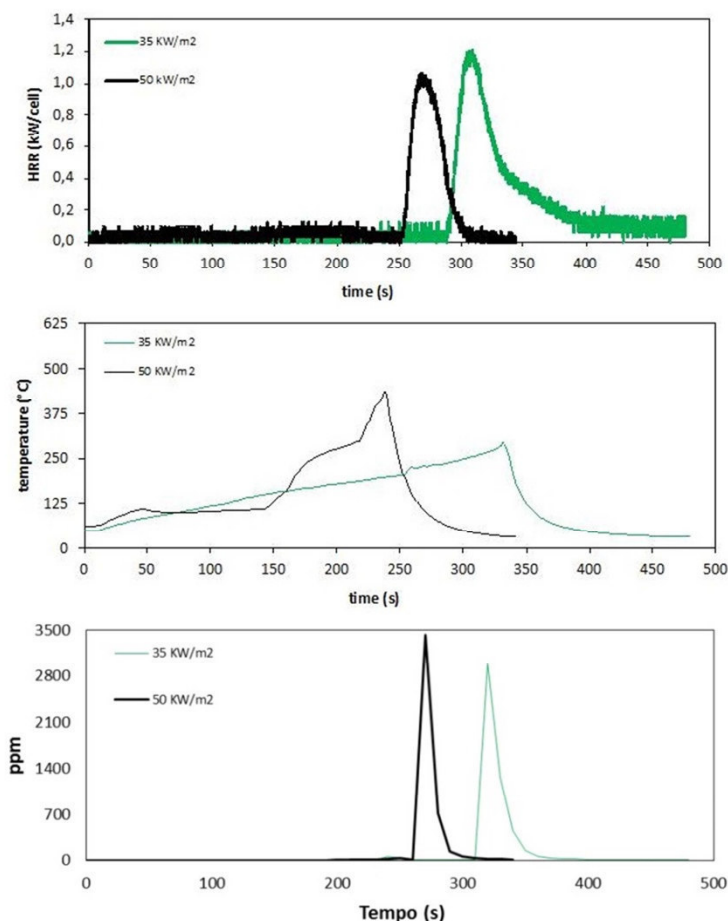 1,4
1,2
1,0
0,8
0,6
0,4
0,2
0,0
HRR (kW/cell)
35 KW/m2
50 kW/m2
0 50 100 150 200 250 300 350 400 450 500
time (s)
625
500
375
250
125
0
temperature (°C)
35 KW/m2
50 KW/m2
0 50 100 150 200 250 300 350 400 450 500
time (s)
3500
2800
2100
1400
700
0
ppm
35 KW/m2
50 KW/m2
0 100 200 300 400 500
Tempo (s)